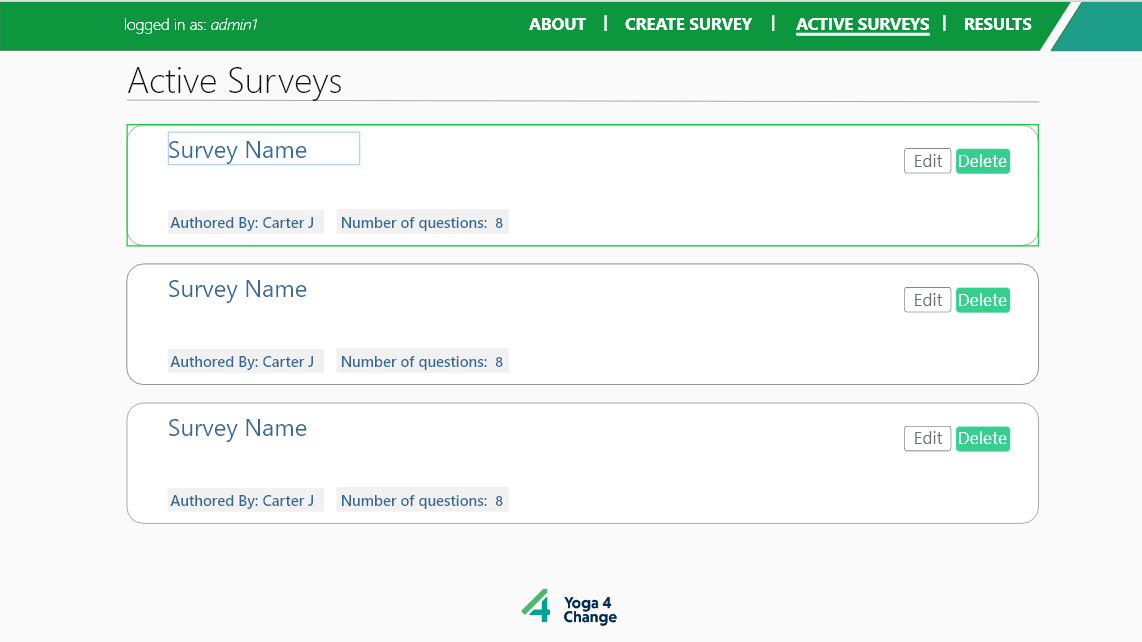 logged in as: admin1
ABOUT | CREATE SURVEY | ACTIVE SURVEYS | RESULTS
Active Surveys
Survey Name
Edit Delete
Authored By: Carter J Number of questions: 8
Survey Name
Edit Delete
Authored By: Carter J Number of questions: 8
Survey Name
Edit Delete
Authored By: Carter J Number of questions: 8
Yoga 4
Change